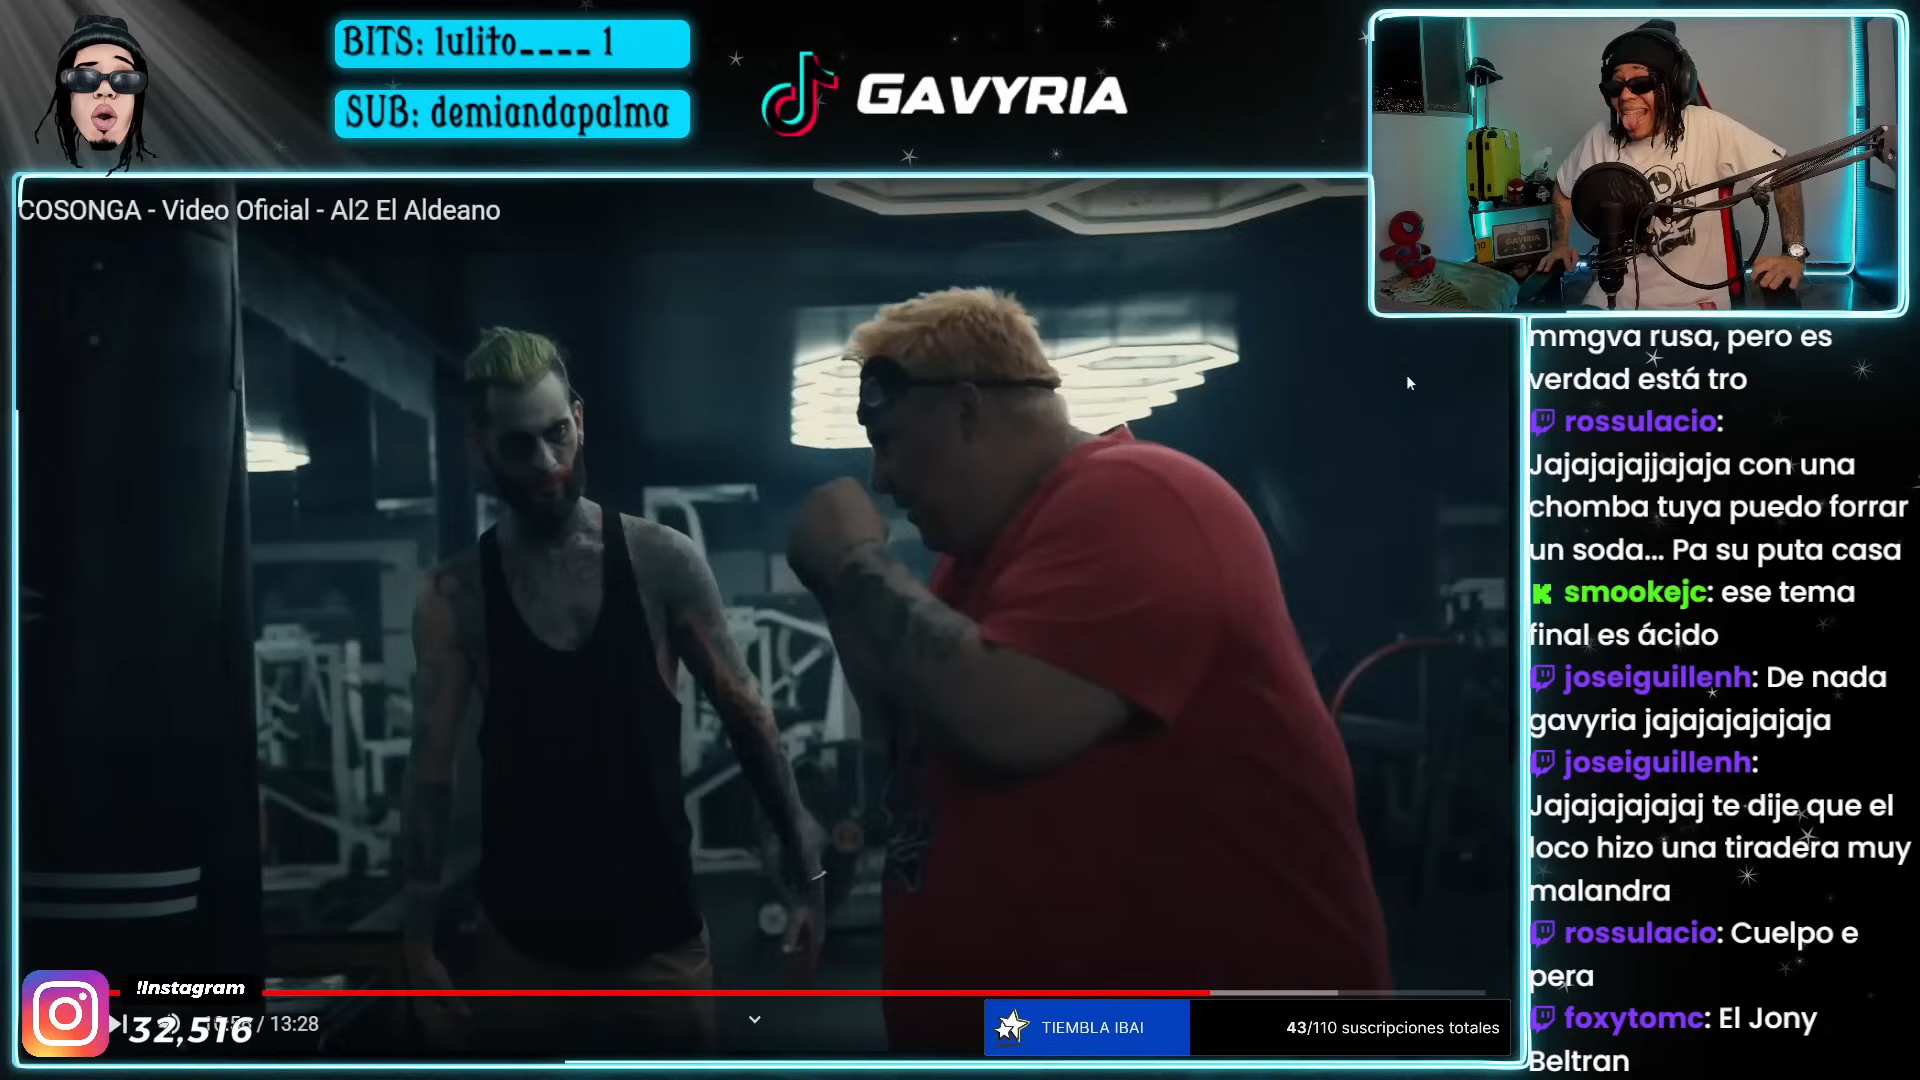 BITS: lulito____ 1
SUB: demiandapalma
GAVYRIA
COSONGA - Video Oficial - Al2 El Aldeano
GAVIRIA
mmgva rusa, pero es
verdad está tro
rossulacio:
Jajajajajjajaja con una
chomba tuya puedo forrar
un soda... Pa su puta casa
smookejc: ese tema
final es ácido
joseiguillenh: De nada
gavyria jajajajajajaja
joseiguillenh:
Jajajajajajaj te dije que el
loco hizo una tiradera muy
malandra
rossulacio: Cuelpo e
pera
foxytomc: El Jony
Beltran
!Instagram
32,516
/ 13:28
TIEMBLA IBAI
43/110 suscripciones totales